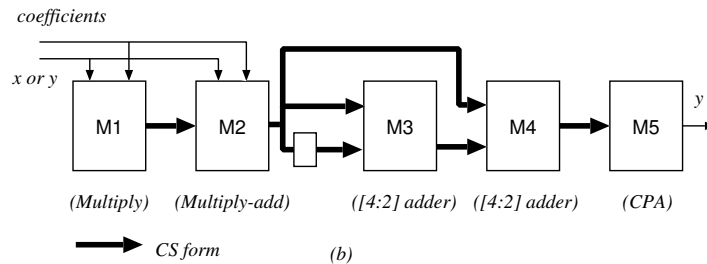 coefficients
x or y
M1
M2
M3
M4
M5
y
(Multiply)
(Multiply-add)
([4:2] adder)
([4:2] adder)
(CPA)
CS form
(b)